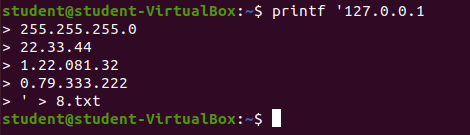 student@student-VirtualBox:~$ printf '127.0.0.1
> 255.255.255.0
> 22.33.44
> 1.22.081.32
> 0.79.333.222
> ' > 8.txt
student@student-VirtualBox:~$